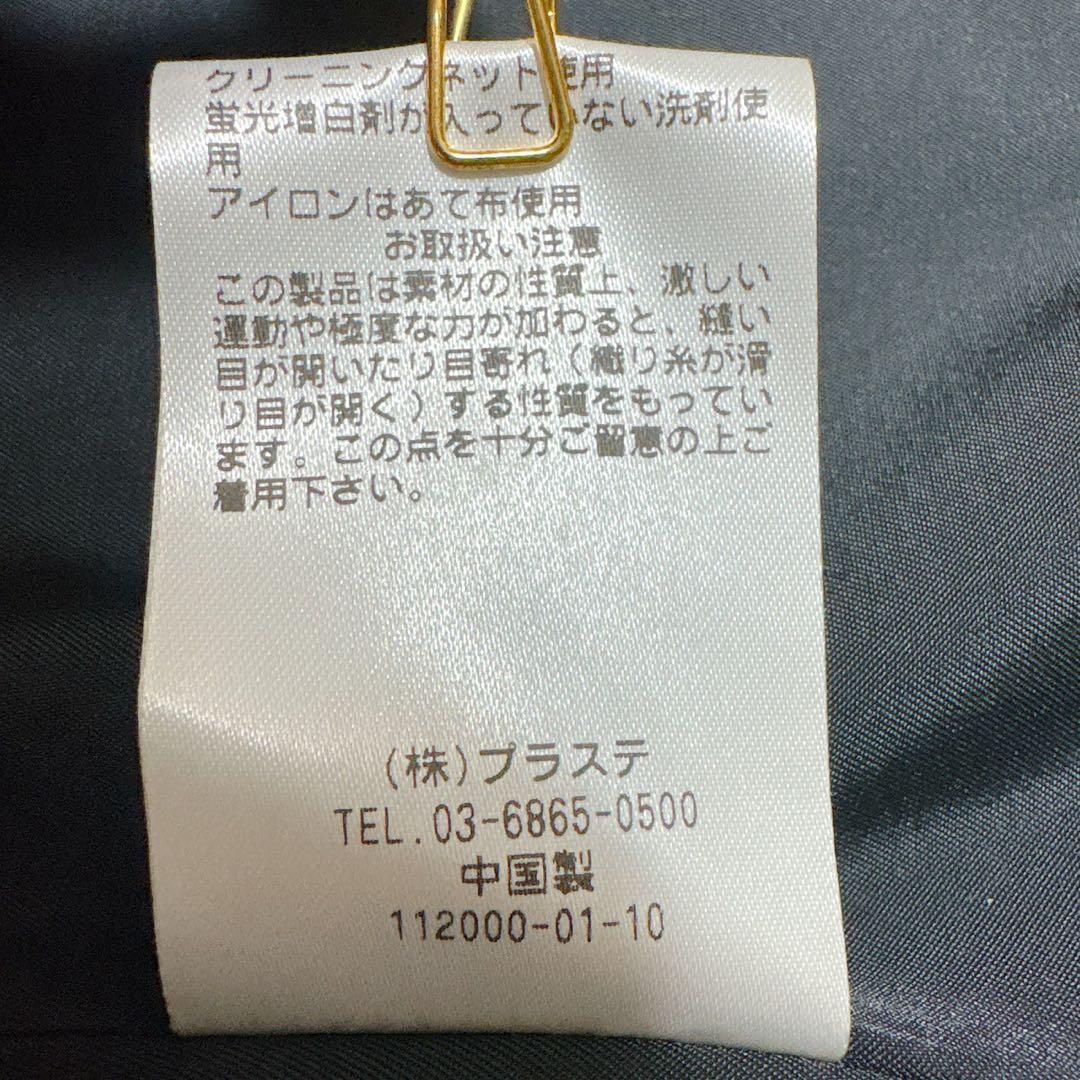 クリーニングネット使用
蛍光増白剤が入っていない洗剤使
用
アイロンはあて布使用
お取扱い注意
この製品は素材の性質上、激しい
運動や極度な力が加わると、縫い
目が開いたり目寄れ(織り糸が滑
り目が開く)する性質をもってい
ます。この点を十分ご留意の上ご
着用下さい。
(株)プラステ
TEL.03-6865-0500
中国製
112000-01-10